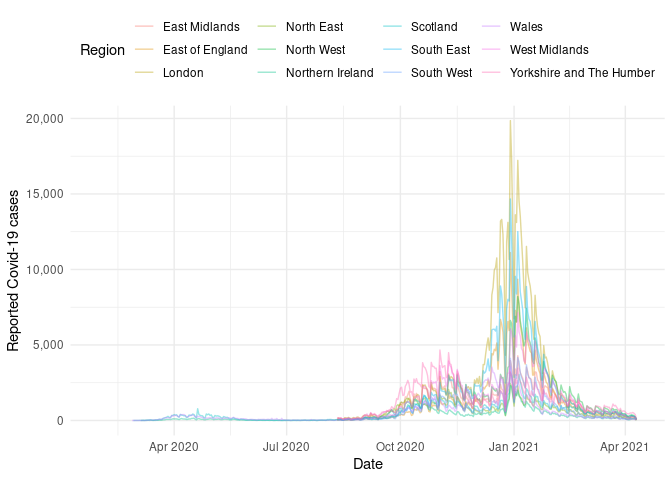 East Midlands North East Scotland Wales
Region East of England North West South East West Midlands
London Northern Ireland South West Yorkshire and The Humber
20,000
15,000
10,000
5,000
0
Reported Covid-19 cases
Apr 2020 Jul 2020 Oct 2020 Jan 2021 Apr 2021
Date